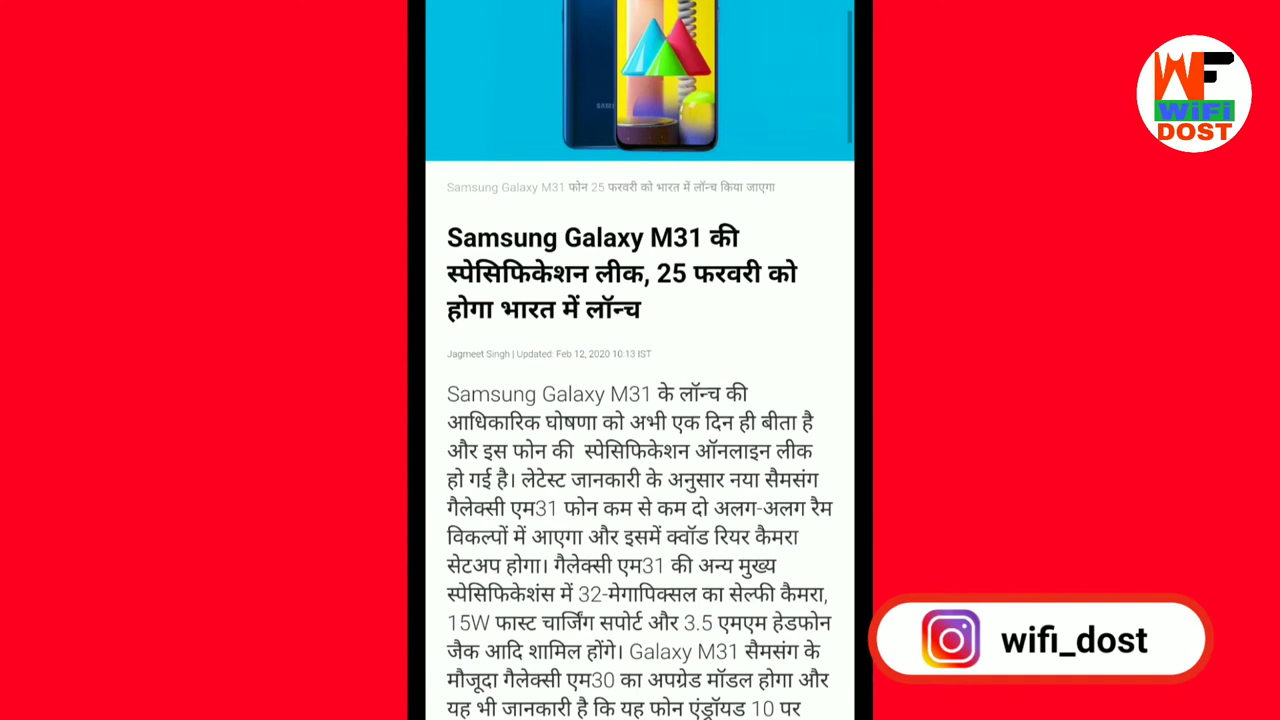 SAM
WF
WiFi
DOST
Samsung Galaxy M31 फोन 25 फरवरी को भारत में लॉन्च किया जाएगा
Samsung Galaxy M31 की
स्पेसिफिकेशन लीक, 25 फरवरी को
होगा भारत में लॉन्च
Jagmeet Singh | Updated: Feb 12, 2020 10:13 IST
Samsung Galaxy M31 के लॉन्च की
आधिकारिक घोषणा को अभी एक दिन ही बीता है
और इस फोन की स्पेसिफिकेशन ऑनलाइन लीक
हो गई है। लेटेस्ट जानकारी के अनुसार नया सैमसंग
गैलेक्सी एम31 फोन कम से कम दो अलग-अलग रैम
विकल्पों में आएगा और इसमें क्वॉड रियर कैमरा
सेटअप होगा। गैलेक्सी एम31 की अन्य मुख्य
स्पेसिफिकेशंस में 32-मेगापिक्सल का सेल्फी कैमरा,
15W फास्ट चार्जिंग सपोर्ट और 3.5 एमएम हेडफोन
जैक आदि शामिल होंगे। Galaxy M31 सैमसंग के
मौजूदा गैलेक्सी एम30 का अपग्रेड मॉडल होगा और
यह भी जानकारी है कि यह फोन एंड्रॉयड 10 पर
wifi_dost